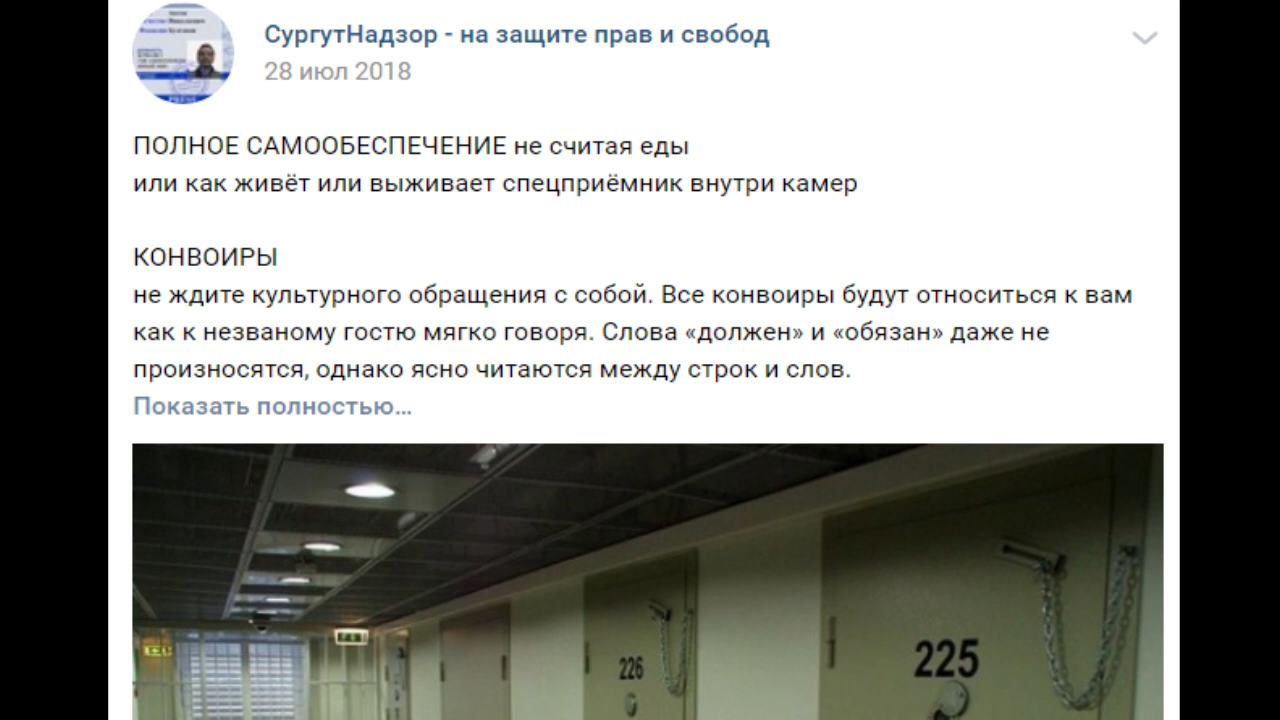 СургутНадзор - на защите прав и свобод
28 июл 2018
ПОЛНОЕ САМООБЕСПЕЧЕНИЕ не считая еды
или как живёт или выживает спецприёмник внутри камер
КОНВОИРЫ
не ждите культурного обращения с собой. Все конвоиры будут относиться к вам
как к незваному гостю мягко говоря. Слова «должен» и «обязан» даже не
произносятся, однако ясно читаются между строк и слов.
Показать полностью...
226
225